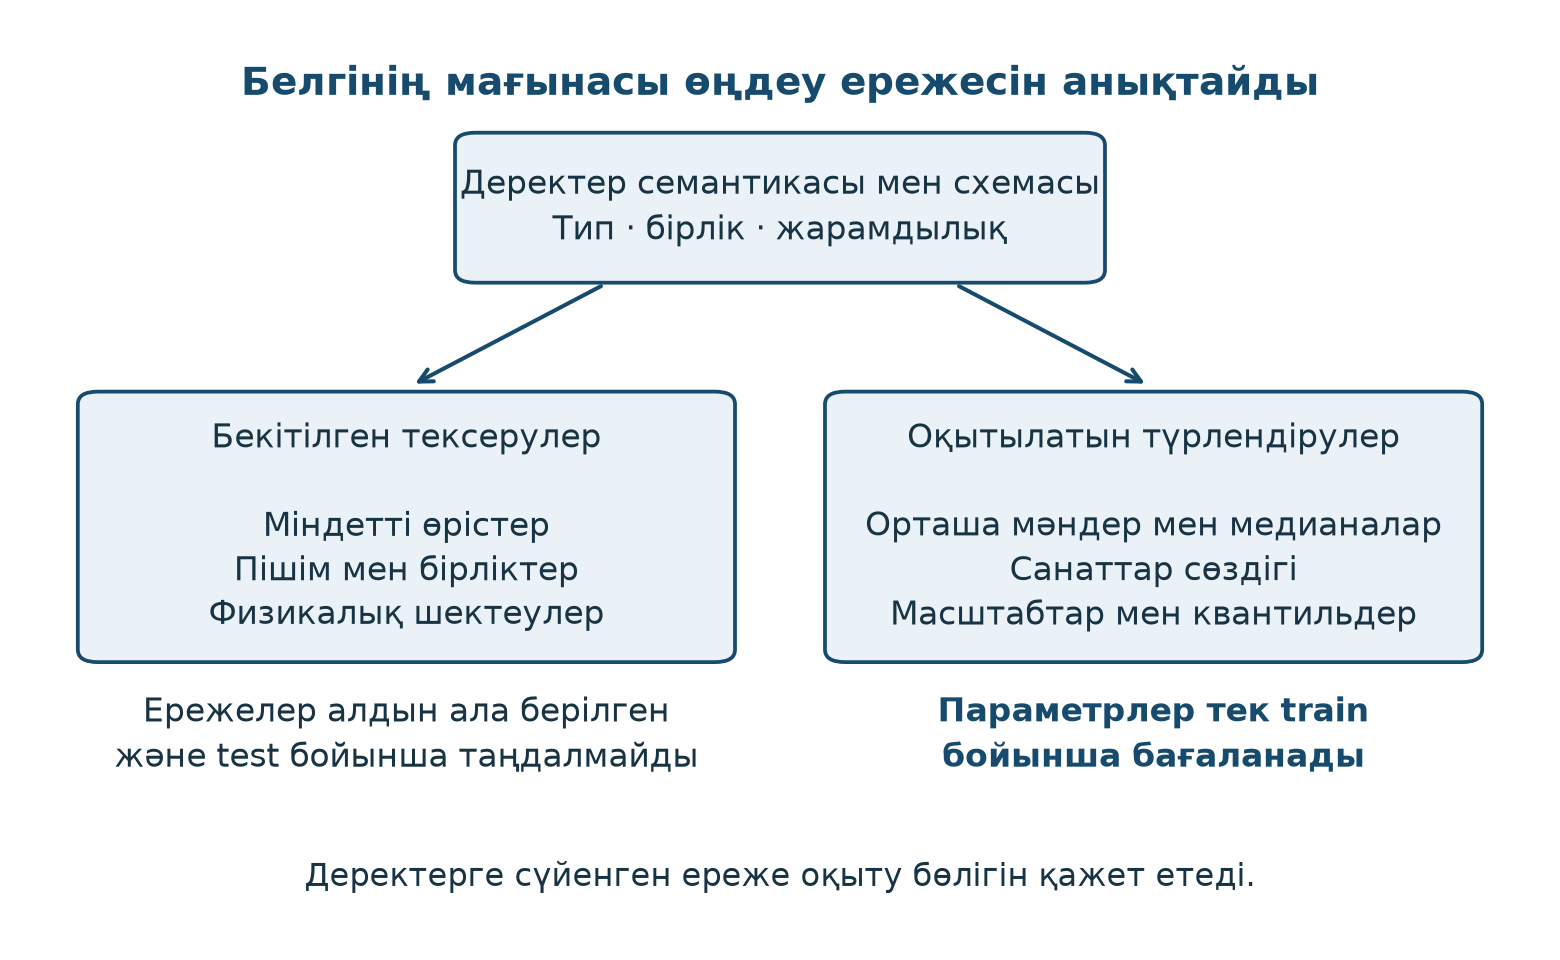 Белгінің мағынасы өңдеу ережесін анықтайды
Деректер семантикасы мен схемасы
Тип · бірлік · жарамдылық
Бекітілген тексерулер
Міндетті өрістер
Пішім мен бірліктер
Физикалық шектеулер
Ережелер алдын ала берілген
және test бойынша таңдалмайды
Оқытылатын түрлендірулер
Орташа мәндер мен медианалар
Санаттар сөздігі
Масштабтар мен квантильдер
Параметрлер тек train
бойынша бағаланады
Деректерге сүйенген ереже оқыту бөлігін қажет етеді.